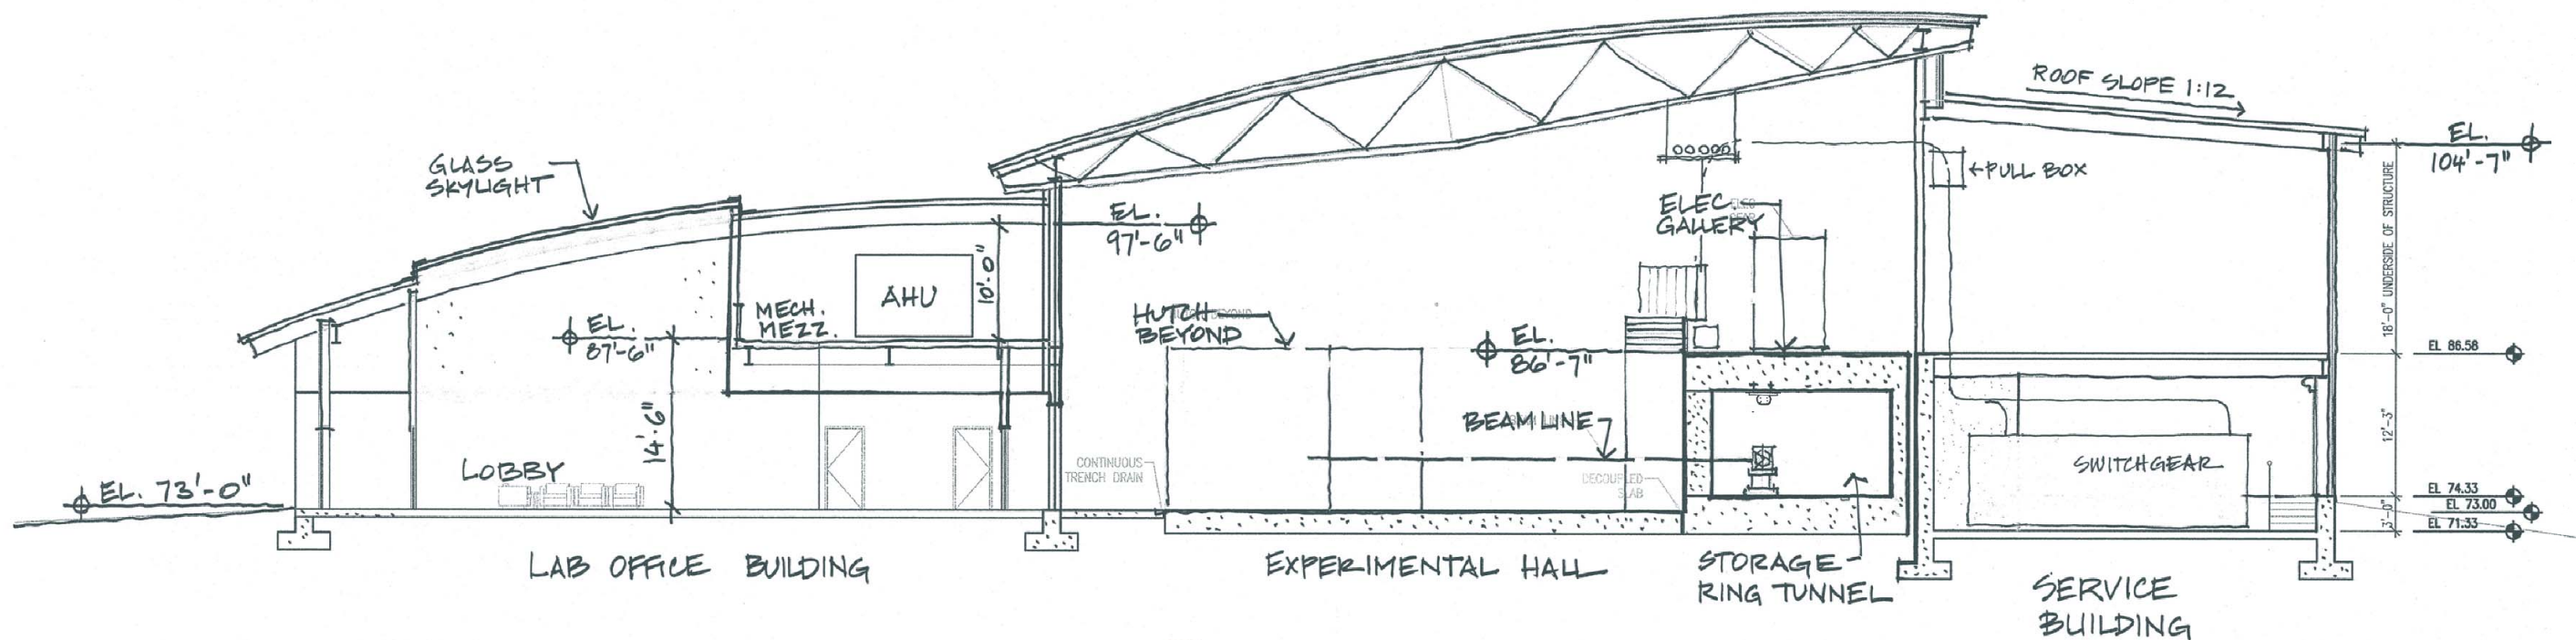 GLASS
SKYLIGHT
EL. 73'-0"
LOBBY
EL.
87'-6"
14'-6"
MECH.
MEZZ.
AHU
10'-0"
EL.
97'-6"
LAB OFFICE BUILDING
CONTINUOUS
TRENCH DRAIN
HUTCH
BEYOND
EL.
86'-7"
BEAMLINE
DECOUPLED
SLAB
EXPERIMENTAL HALL
ELEC.
GALLERY
STORAGE
RING TUNNEL
ROOF SLOPE 1:12
←PULL BOX
SWITCHGEAR
SERVICE
BUILDING
EL.
104'-7"
18'-0" UNDERSIDE OF STRUCTURE
EL 86.58
12'-3"
EL 74.33
EL 73.00
3'-0"
EL 71.33